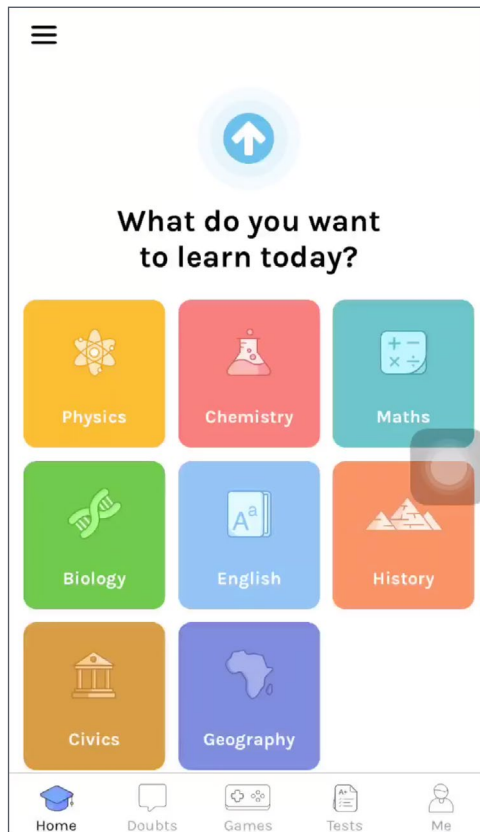 What do you want
to learn today?
Physics
Chemistry
Maths
Biology
Aa
English
History
Civics
Geography
A+
Home
Doubts
Games
Tests
Me